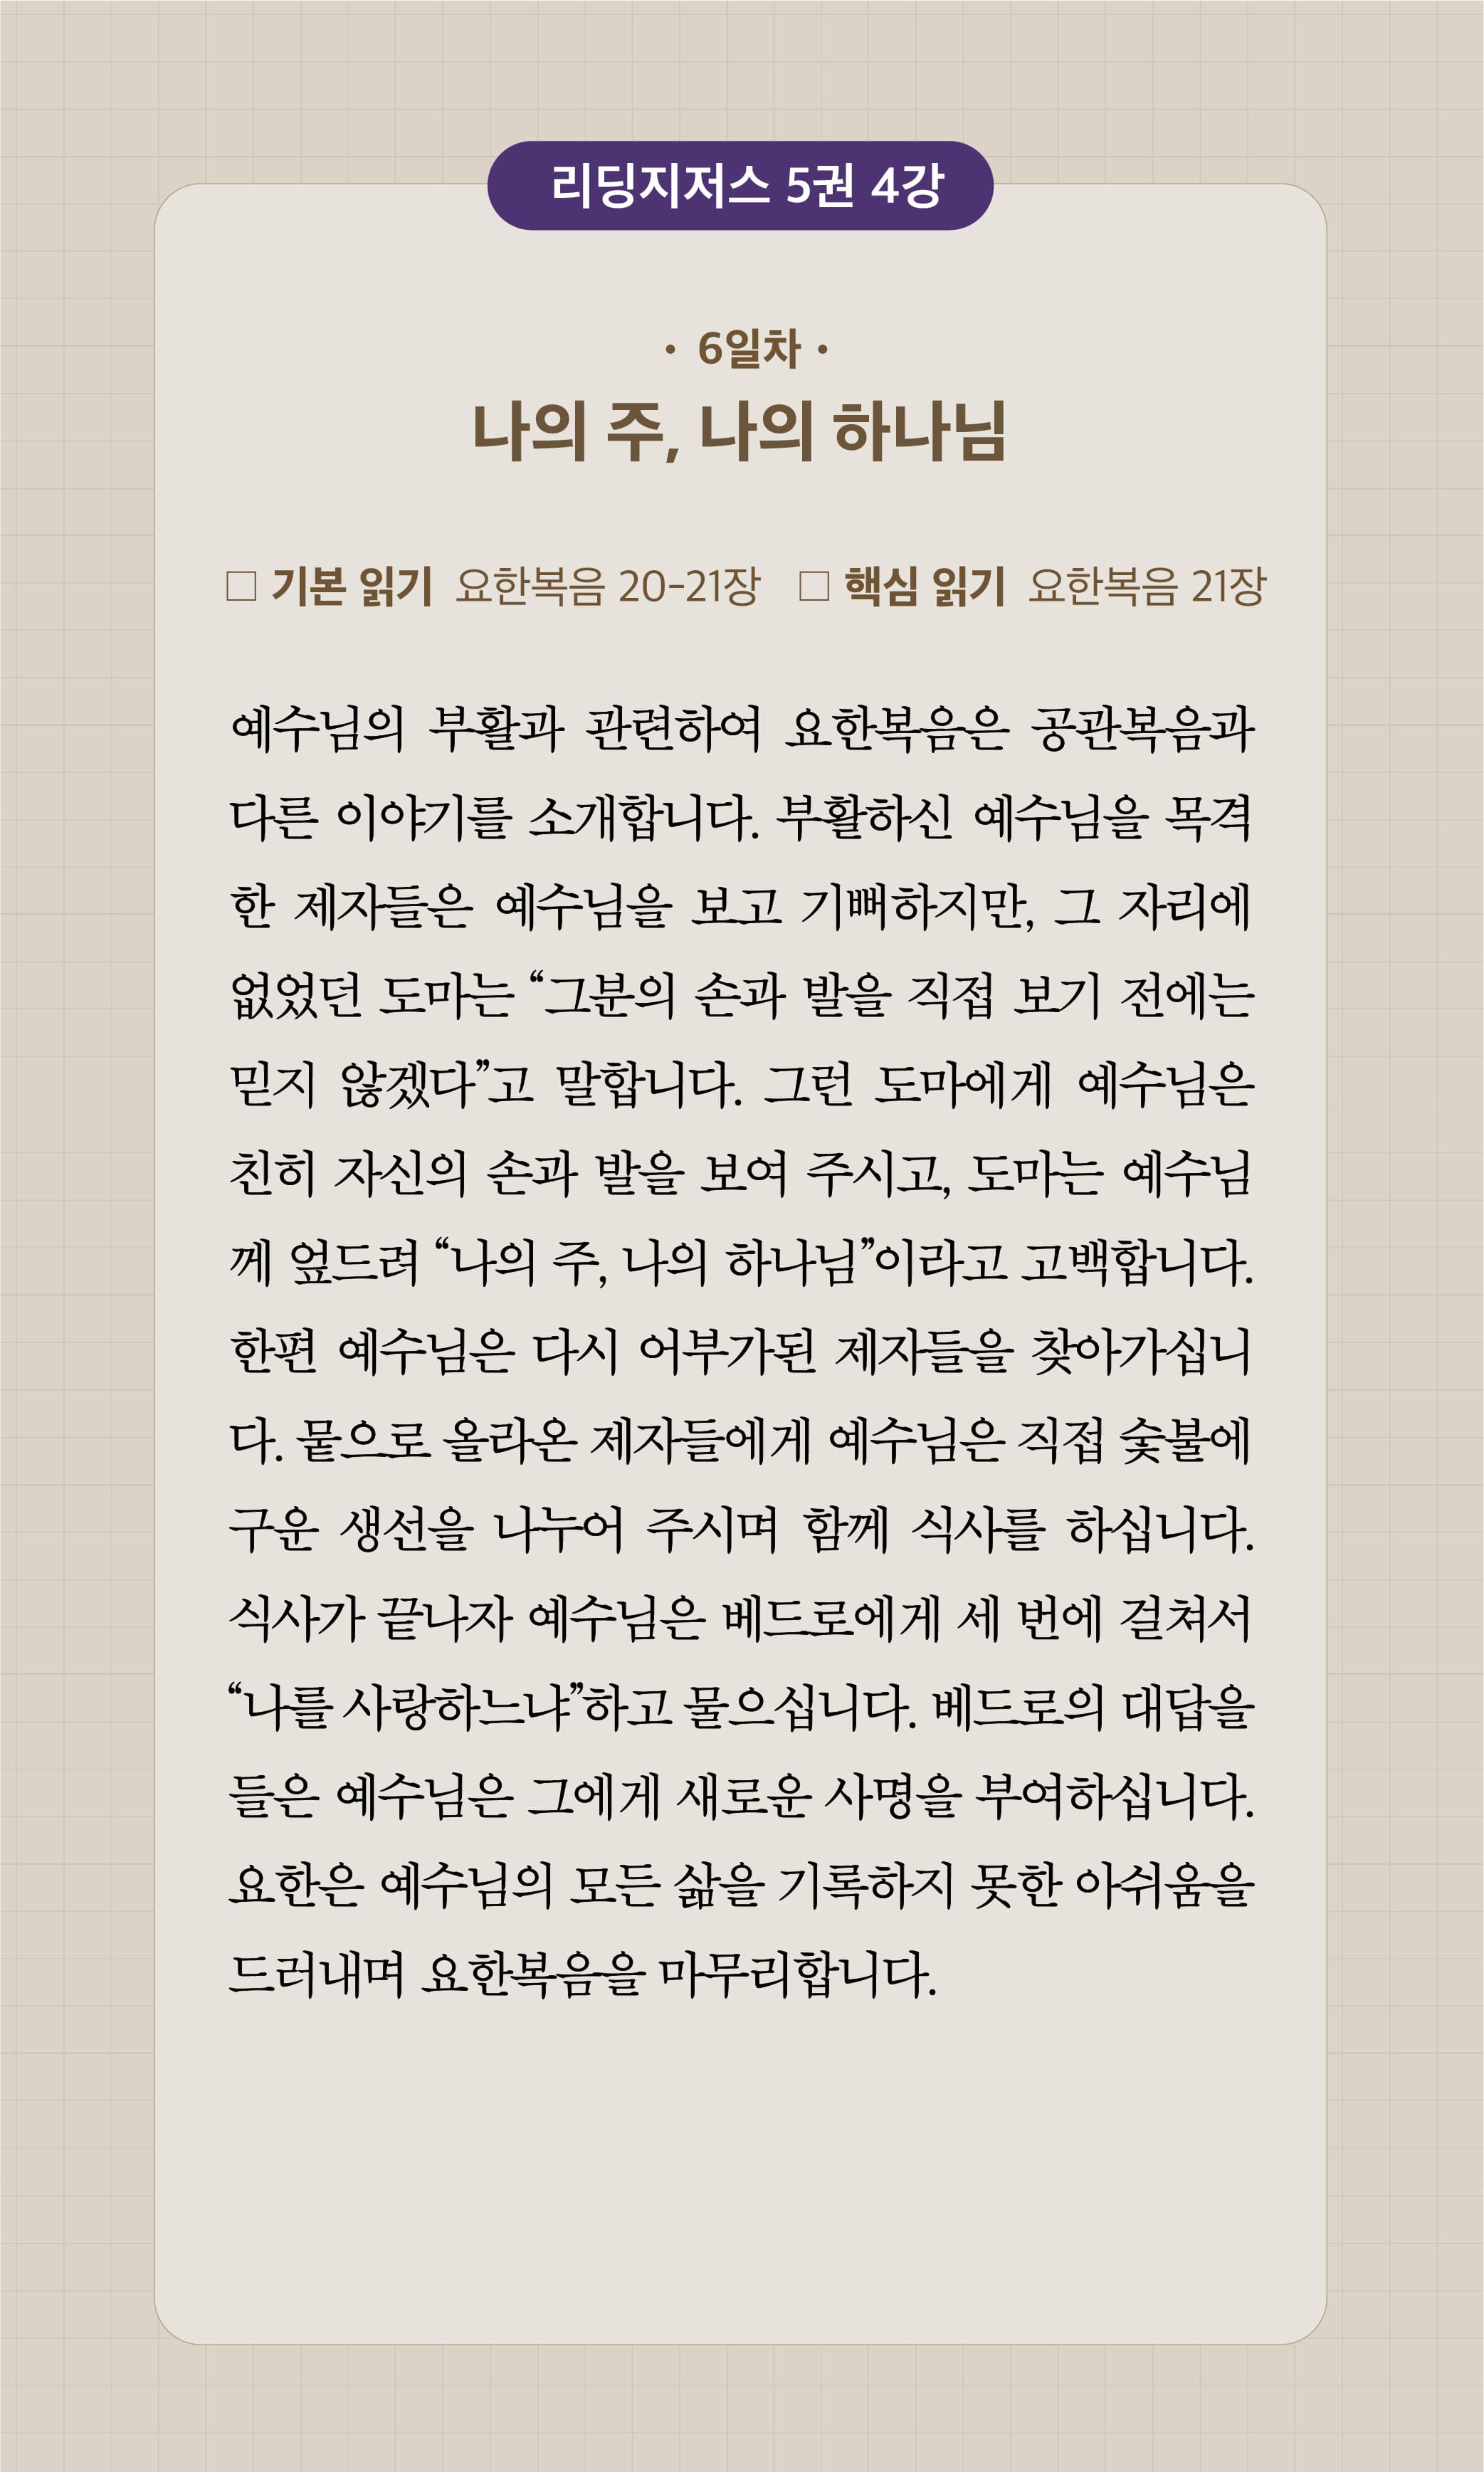 리딩지저스 5권 4강
· 6일차 ·
나의 주, 나의 하나님
□ 기본 읽기 요한복음 20-21장 □ 핵심 읽기 요한복음 21장
예수님의 부활과 관련하여 요한복음은 공관복음과
다른 이야기를 소개합니다. 부활하신 예수님을 목격
한 제자들은 예수님을 보고 기뻐하지만, 그 자리에
없었던 도마는 “그분의 손과 발을 직접 보기 전에는
믿지 않겠다”고 말합니다. 그런 도마에게 예수님은
친히 자신의 손과 발을 보여 주시고, 도마는 예수님
께 엎드려 “나의 주, 나의 하나님”이라고 고백합니다.
한편 예수님은 다시 어부가된 제자들을 찾아가십니
다. 뭍으로 올라온 제자들에게 예수님은 직접 숯불에
구운 생선을 나누어 주시며 함께 식사를 하십니다.
식사가 끝나자 예수님은 베드로에게 세 번에 걸쳐서
“나를 사랑하느냐”하고 물으십니다. 베드로의 대답을
들은 예수님은 그에게 새로운 사명을 부여하십니다.
요한은 예수님의 모든 삶을 기록하지 못한 아쉬움을
드러내며 요한복음을 마무리합니다.